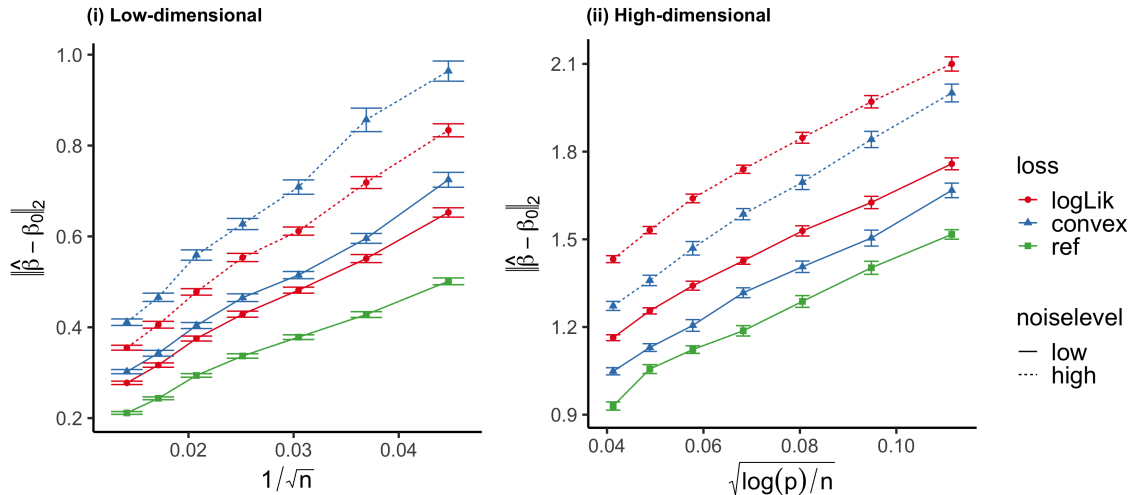 (i) Low-dimensional
(ii) High-dimensional
1.0
0.8
0.6
0.4
0.2
0.02
0.03
0.04
‖β̂ − β₀‖₂
1/√n
2.1
1.8
1.5
1.2
0.9
0.04
0.06
0.08
0.10
‖β̂ − β₀‖₂
√log(p)/n
loss
logLik
convex
ref
noiselevel
low
high